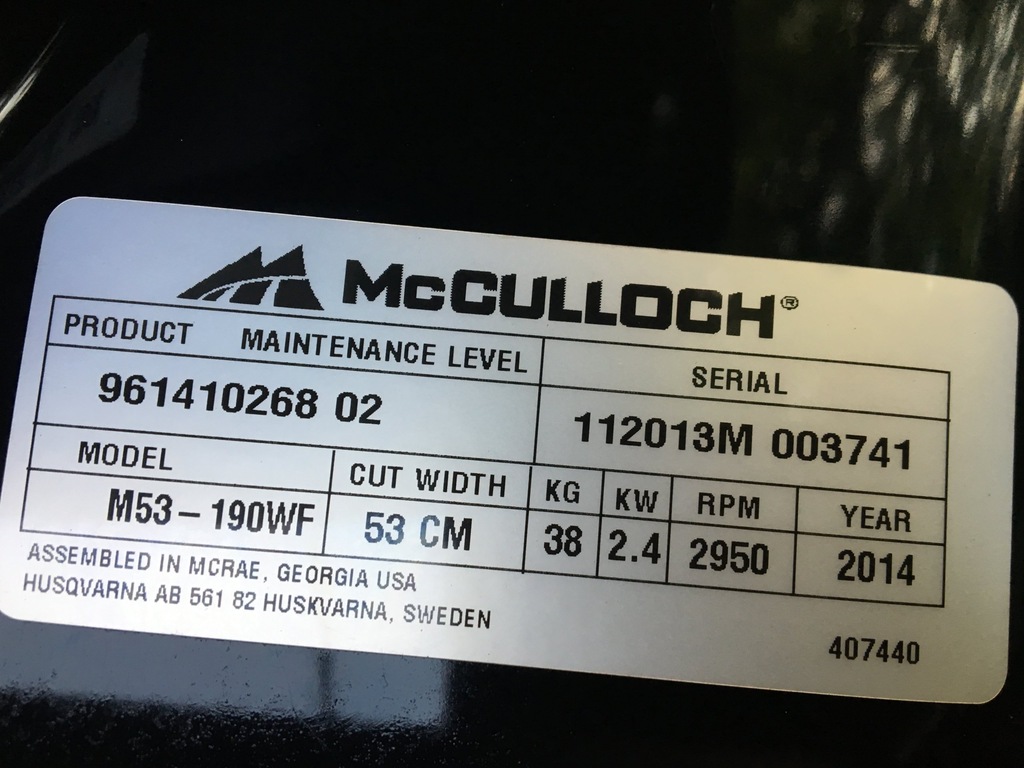 McCULLOCH®
PRODUCT MAINTENANCE LEVEL SERIAL
961410268 02 112013M 003741
MODEL CUT WIDTH KG KW RPM YEAR
M53-190WF 53 CM 38 2.4 2950 2014
ASSEMBLED IN MCRAE, GEORGIA USA
HUSQVARNA AB 561 82 HUSKVARNA, SWEDEN
407440